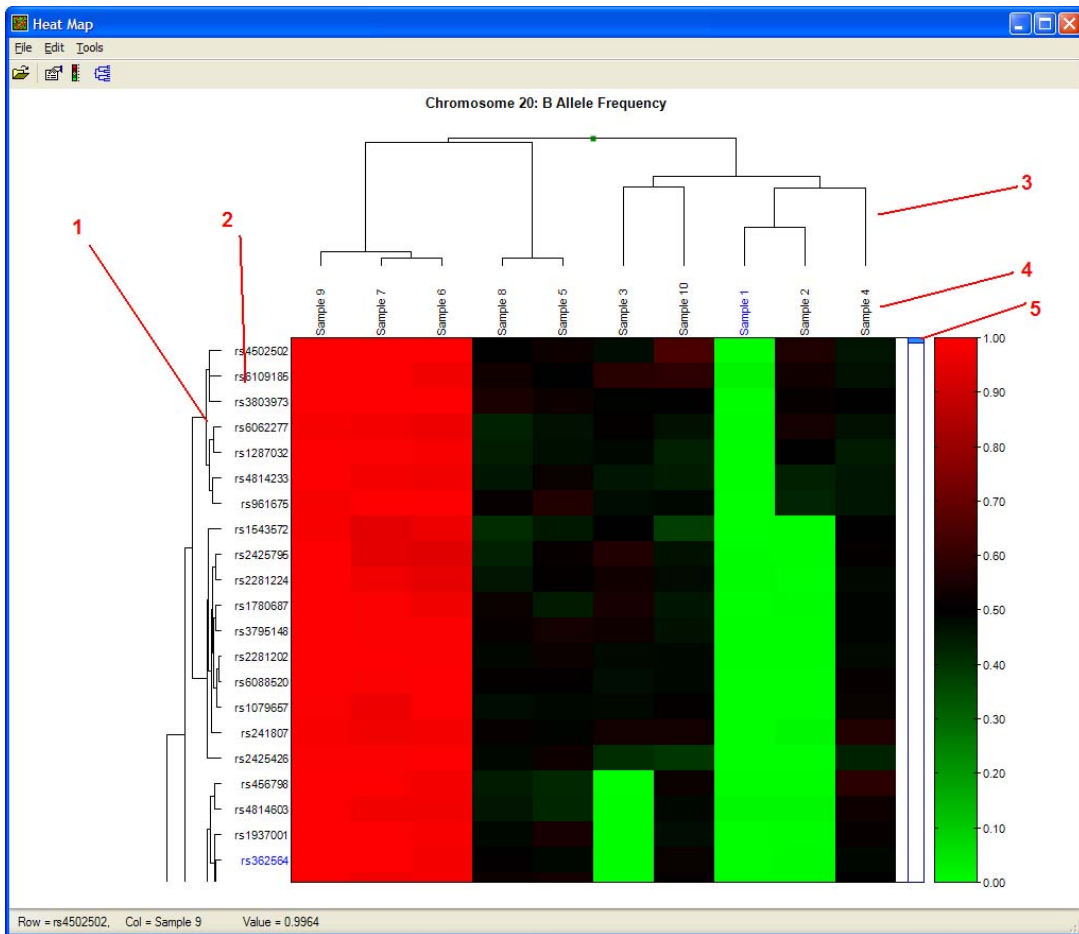 Heat Map
File Edit Tools
Chromosome 20: B Allele Frequency
1
2
3
4
5
Sample 9
Sample 7
Sample 6
Sample 8
Sample 5
Sample 3
Sample 10
Sample 1
Sample 2
Sample 4
rs4502502
rs6109185
rs3803973
rs6062277
rs1287032
rs4814233
rs961675
rs1543572
rs2425795
rs2281224
rs1780687
rs3795148
rs2281202
rs6088520
rs1079657
rs241807
rs2425426
rs456798
rs4814603
rs1937001
rs362564
1.00
0.90
0.80
0.70
0.60
0.50
0.40
0.30
0.20
0.10
0.00
Row = rs4502502, Col = Sample 9 Value = 0.9964